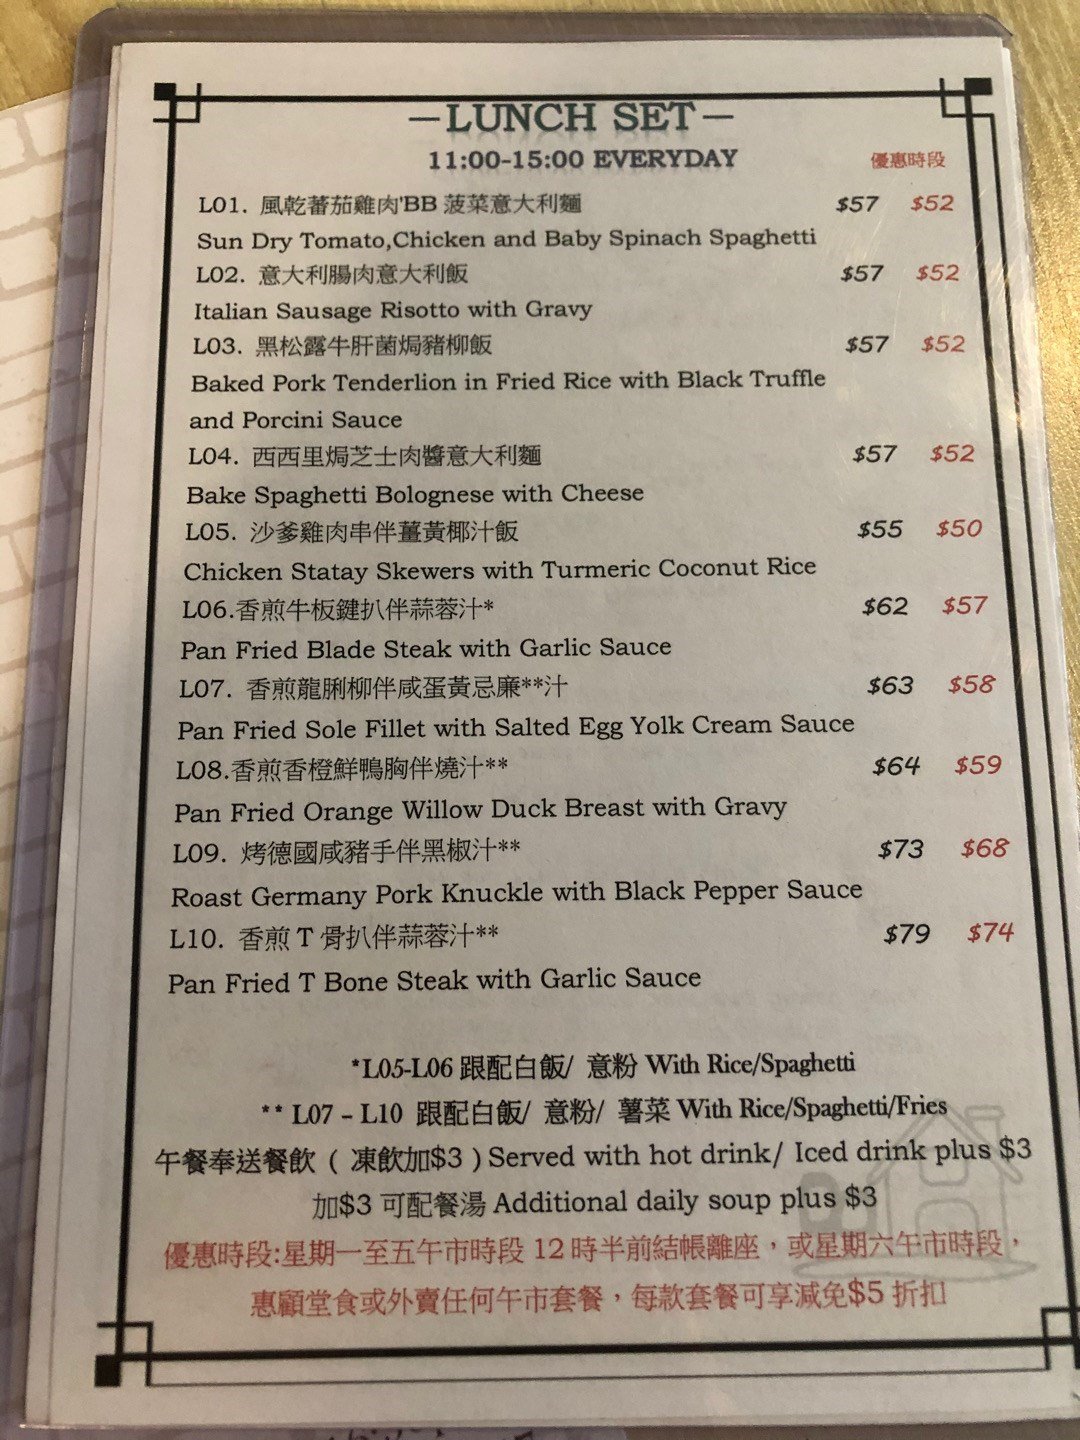 -LUNCH SET-
11:00-15:00 EVERYDAY 優惠時段
L01. 風乾蕃茄雞肉'BB 菠菜意大利麵 $57 $52
Sun Dry Tomato,Chicken and Baby Spinach Spaghetti
L02. 意大利腸肉意大利飯 $57 $52
Italian Sausage Risotto with Gravy
L03. 黑松露牛肝菌焗豬柳飯 $57 $52
Baked Pork Tenderlion in Fried Rice with Black Truffle
and Porcini Sauce
L04. 西西里焗芝士肉醬意大利麵 $57 $52
Bake Spaghetti Bolognese with Cheese
L05. 沙爹雞肉串伴薑黃椰汁飯 $55 $50
Chicken Statay Skewers with Turmeric Coconut Rice
L06.香煎牛板鍵扒伴蒜蓉汁* $62 $57
Pan Fried Blade Steak with Garlic Sauce
L07. 香煎龍脷柳伴咸蛋黃忌廉**汁 $63 $58
Pan Fried Sole Fillet with Salted Egg Yolk Cream Sauce
L08.香煎香橙鮮鴨胸伴燒汁** $64 $59
Pan Fried Orange Willow Duck Breast with Gravy
L09. 烤德國咸豬手伴黑椒汁** $73 $68
Roast Germany Pork Knuckle with Black Pepper Sauce
L10. 香煎 T 骨扒伴蒜蓉汁** $79 $74
Pan Fried T Bone Steak with Garlic Sauce
*L05-L06 跟配白飯/ 意粉 With Rice/Spaghetti
** L07 – L10 跟配白飯/ 意粉/ 薯菜 With Rice/Spaghetti/Fries
午餐奉送餐飲 ( 凍飲加$3 ) Served with hot drink/ Iced drink plus $3
加$3 可配餐湯 Additional daily soup plus $3
優惠時段:星期一至五午市時段 12 時半前結帳離座，或星期六午市時段，
惠顧堂食或外賣任何午市套餐，每款套餐可享減免$5 折扣